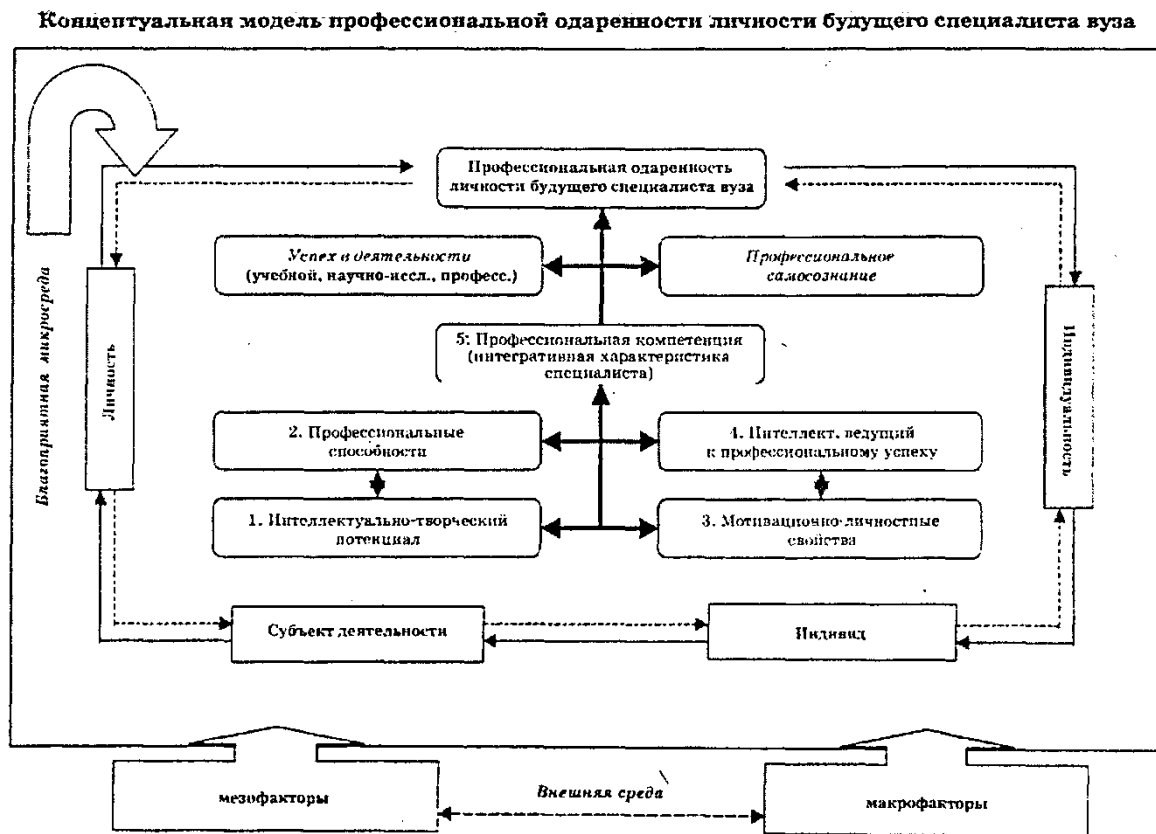 Концептуальная модель профессиональной одаренности личности будущего специалиста вуза
Благоприятная микросреда
Профессиональная одаренность
личности будущего специалиста вуза
Успех в деятельности
(учебной, научно-иссл., професс.)
Профессиональное
самосознание
Личность
5: Профессиональная компетенция
(интегративная характеристика
специалиста)
Индивидуальность
2. Профессиональные
способности
4. Интеллект, ведущий
к профессиональному успеху
1. Интеллектуально-творческий
потенциал
3. Мотивационно-личностные
свойства
Субъект деятельности
Индивид
мезофакторы
Внешняя среда
макрофакторы